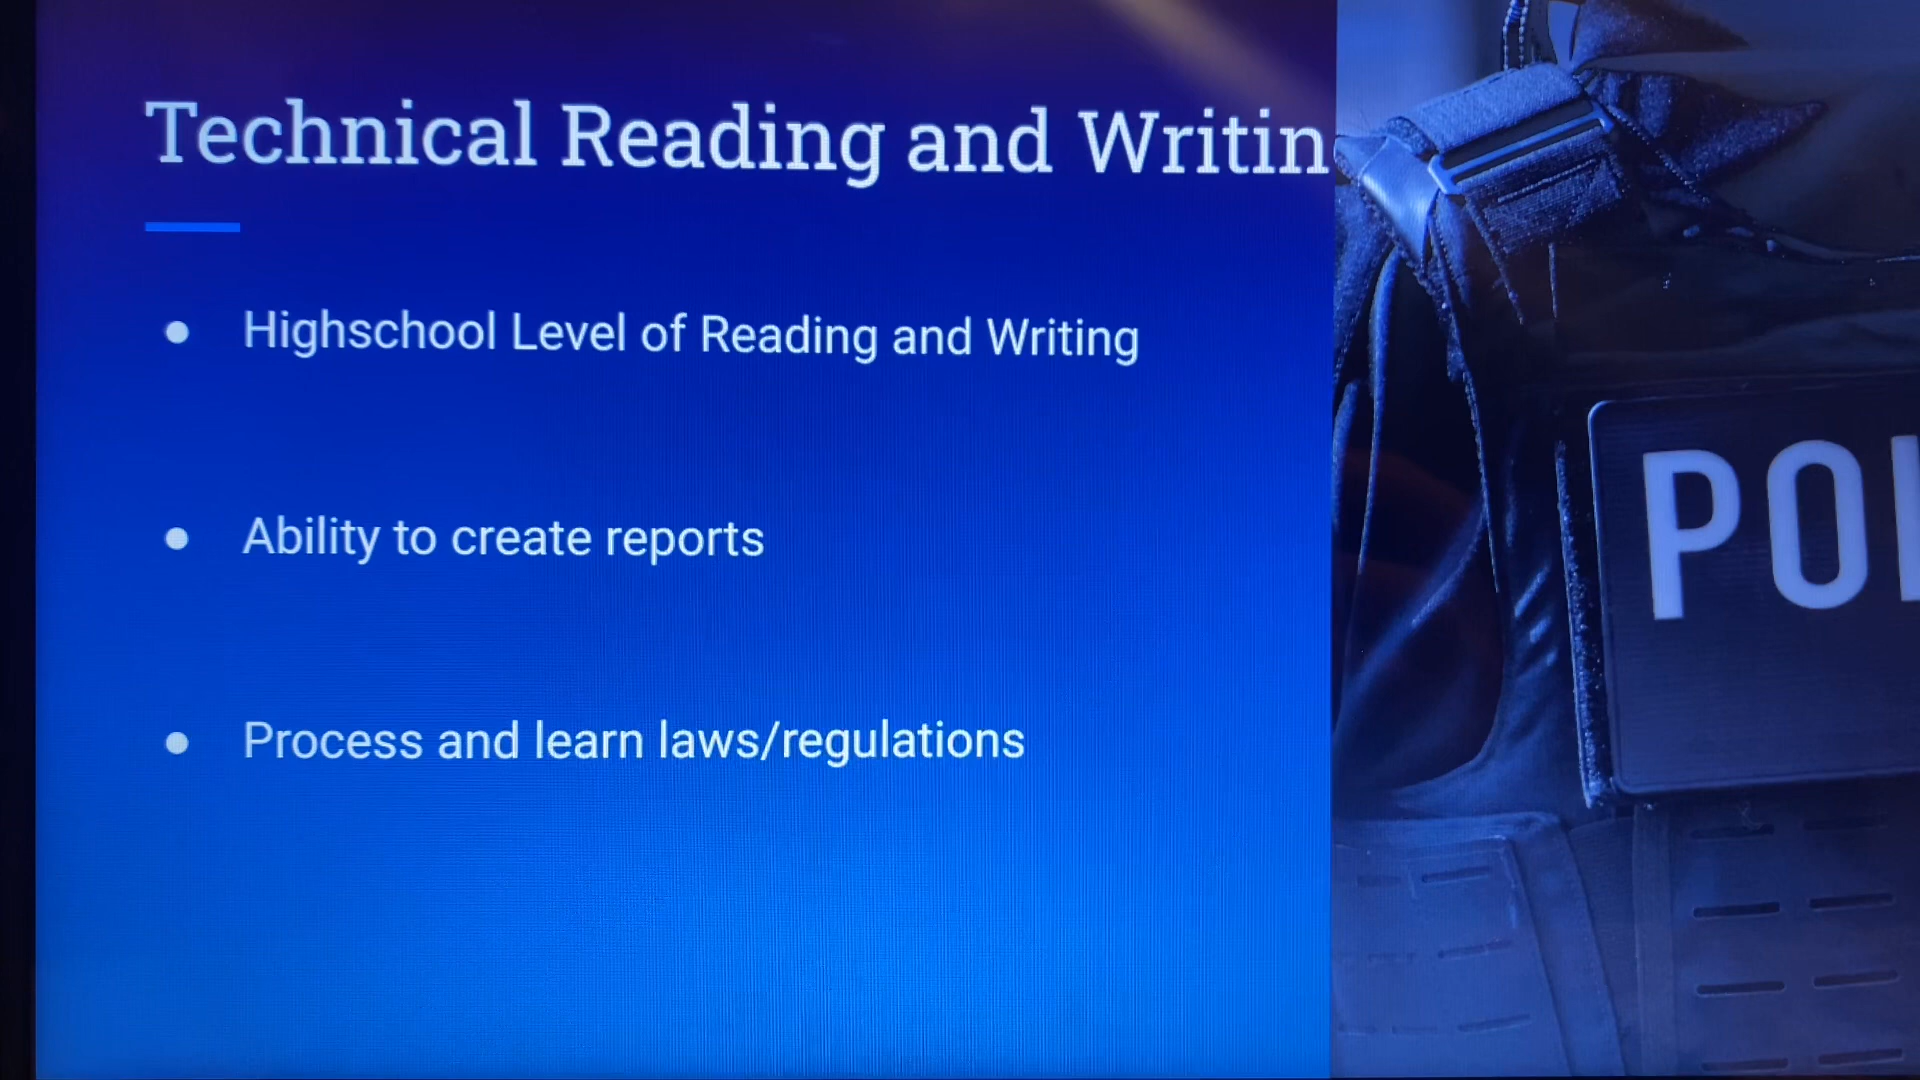 Technical Reading and Writin
Highschool Level of Reading and Writing
Ability to create reports
Process and learn laws/regulations
PO